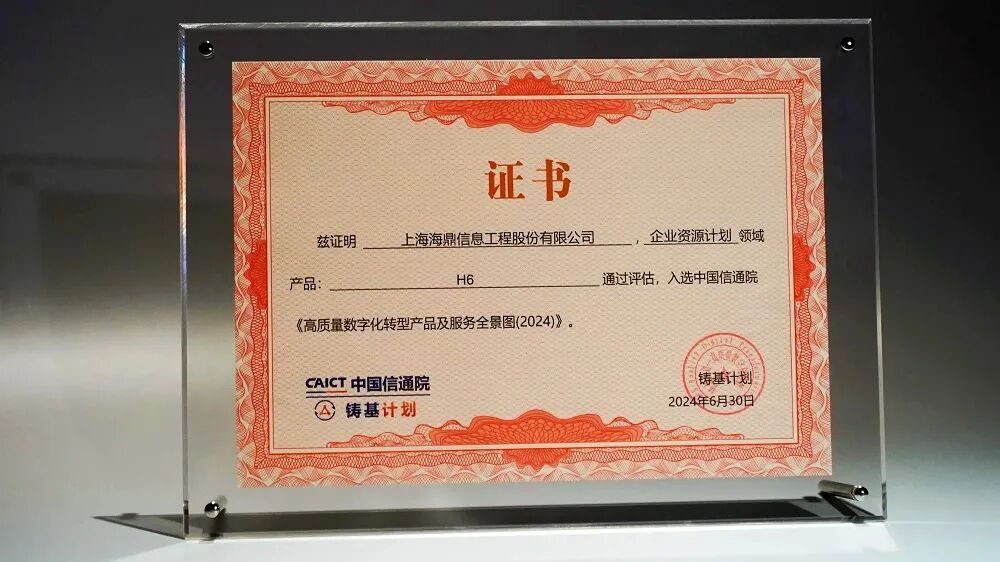 证书
兹证明 上海海鼎信息工程股份有限公司 ，企业资源计划 领域
产品： H6 通过评估，入选中国信通院
《高质量数字化转型产品及服务全景图(2024)》。
CAICT 中国信通院
铸基计划
铸基计划
2024年6月30日